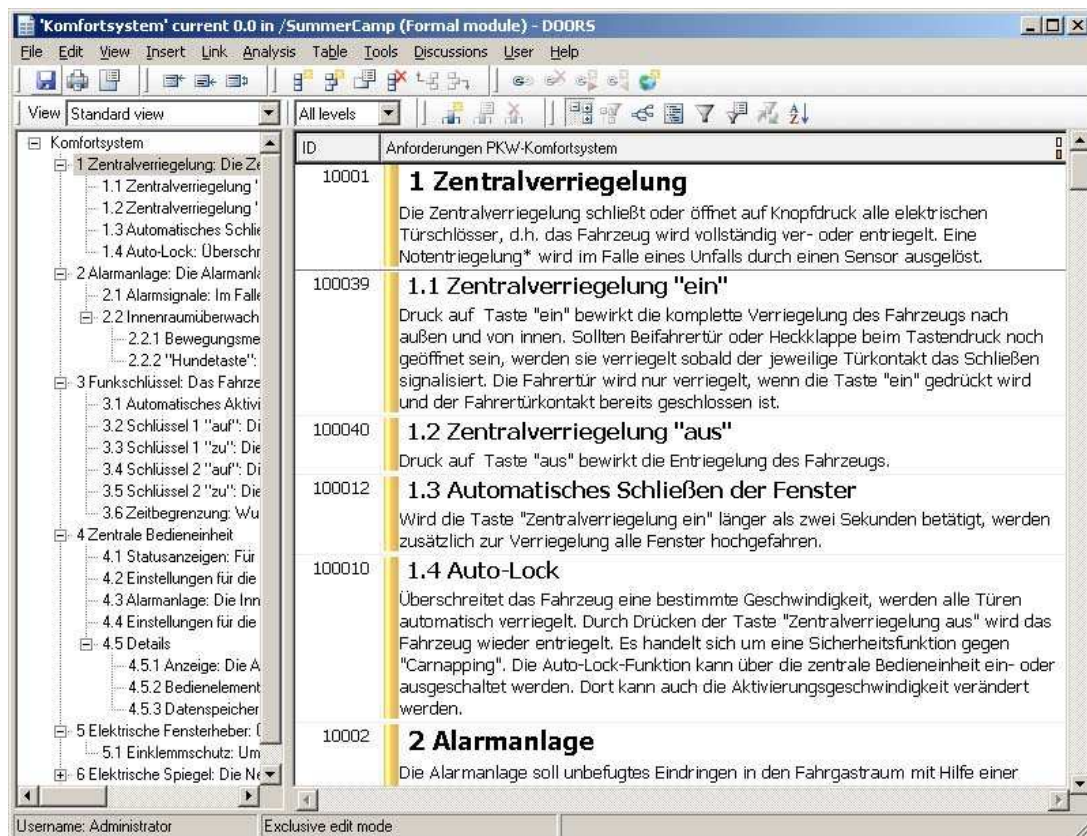 'Komfortsystem' current 0.0 in /SummerCamp (Formal module) - DOORS
File Edit View Insert Link Analysis Table Tools Discussions User Help
View Standard view All levels
Komfortsystem
1 Zentralverriegelung: Die Ze
1.1 Zentralverriegelung "
1.2 Zentralverriegelung "
1.3 Automatisches Schlie
1.4 Auto-Lock: Überschr
2 Alarmanlage: Die Alarmanla
2.1 Alarmsignale: Im Falle
2.2 Innenraumüberwach
2.2.1 Bewegungsme
2.2.2 "Hundetaste":
3 Funkschlüssel: Das Fahrze
3.1 Automatisches Aktivi
3.2 Schlüssel 1 "auf": Di
3.3 Schlüssel 1 "zu": Die
3.4 Schlüssel 2 "auf": Di
3.5 Schlüssel 2 "zu": Die
3.6 Zeitbegrenzung: Wu
4 Zentrale Bedieneinheit
4.1 Statusanzeigen: Für
4.2 Einstellungen für die
4.3 Alarmanlage: Die Inn
4.4 Einstellungen für die
4.5 Details
4.5.1 Anzeige: Die A
4.5.2 Bedienelement
4.5.3 Datenspeicher
5 Elektrische Fensterheber: Ü
5.1 Einklemmschutz: Um
6 Elektrische Spiegel: Die Ne
ID Anforderungen PKW-Komfortsystem
10001 1 Zentralverriegelung
Die Zentralverriegelung schließt oder öffnet auf Knopfdruck alle elektrischen
Türschlösser, d.h. das Fahrzeug wird vollständig ver- oder entriegelt. Eine
Notentriegelung* wird im Falle eines Unfalls durch einen Sensor ausgelöst.
100039 1.1 Zentralverriegelung "ein"
Druck auf Taste "ein" bewirkt die komplette Verriegelung des Fahrzeugs nach
außen und von innen. Sollten Beifahrertür oder Heckklappe beim Tastendruck noch
geöffnet sein, werden sie verriegelt sobald der jeweilige Türkontakt das Schließen
signalisiert. Die Fahrertür wird nur verriegelt, wenn die Taste "ein" gedrückt wird
und der Fahrertürkontakt bereits geschlossen ist.
100040 1.2 Zentralverriegelung "aus"
Druck auf Taste "aus" bewirkt die Entriegelung des Fahrzeugs.
100012 1.3 Automatisches Schließen der Fenster
Wird die Taste "Zentralverriegelung ein" länger als zwei Sekunden betätigt, werden
zusätzlich zur Verriegelung alle Fenster hochgefahren.
100010 1.4 Auto-Lock
Überschreitet das Fahrzeug eine bestimmte Geschwindigkeit, werden alle Türen
automatisch verriegelt. Durch Drücken der Taste "Zentralverriegelung aus" wird das
Fahrzeug wieder entriegelt. Es handelt sich um eine Sicherheitsfunktion gegen
"Carnapping". Die Auto-Lock-Funktion kann über die zentrale Bedieneinheit ein- oder
ausgeschaltet werden. Dort kann auch die Aktivierungsgeschwindigkeit verändert
werden.
10002 2 Alarmanlage
Die Alarmanlage soll unbefugtes Eindringen in den Fahrgastraum mit Hilfe einer
Username: Administrator Exclusive edit mode